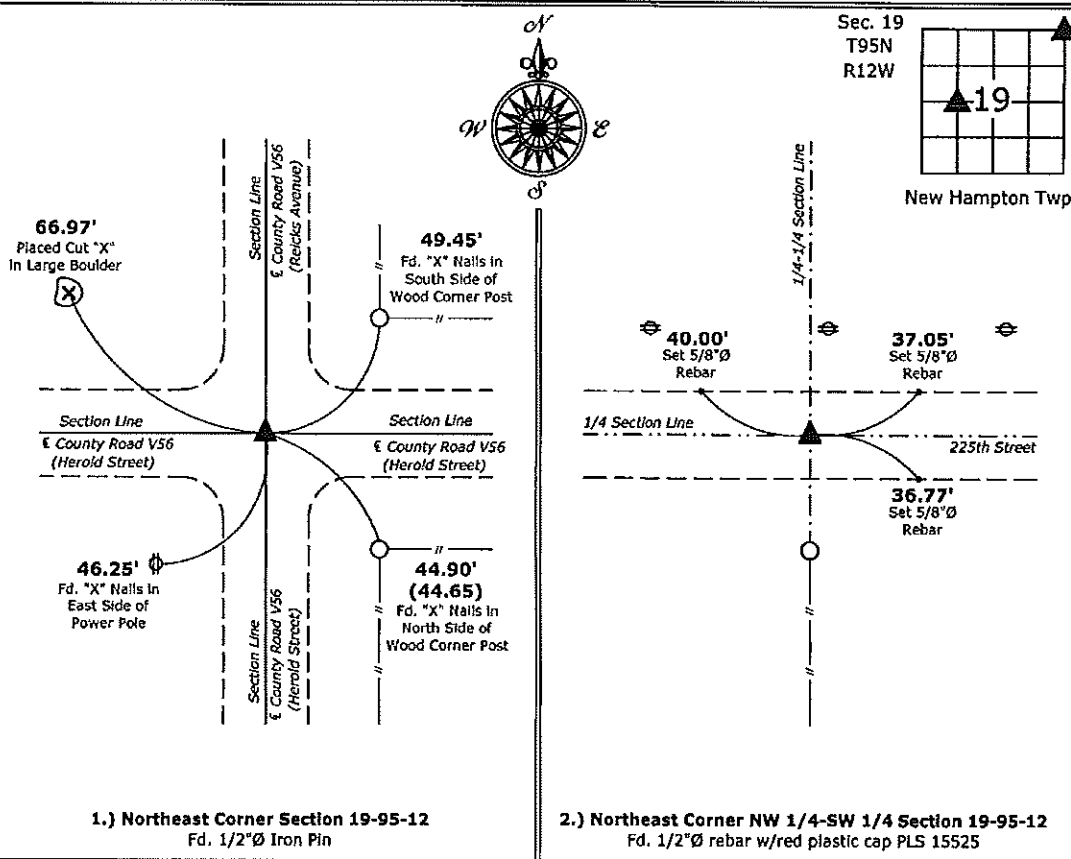 N
W
E
S
Sec. 19
T95N
R12W
19
New Hampton Twp
66.97'
Placed Cut "X"
in Large Boulder
Section Line
℄ County Road V56
(Reicks Avenue)
49.45'
Fd. "X" Nails in
South Side of
Wood Corner Post
Section Line
℄ County Road V56
(Herold Street)
Section Line
℄ County Road V56
(Herold Street)
46.25'
Fd. "X" Nails in
East Side of
Power Pole
Section Line
℄ County Road V56
(Herold Street)
44.90'
(44.65)
Fd. "X" Nails in
North Side of
Wood Corner Post
1.) Northeast Corner Section 19-95-12
Fd. 1/2"Ø Iron Pin
1/4-1/4 Section Line
40.00'
Set 5/8"Ø
Rebar
37.05'
Set 5/8"Ø
Rebar
1/4 Section Line
225th Street
36.77'
Set 5/8"Ø
Rebar
2.) Northeast Corner NW 1/4-SW 1/4 Section 19-95-12
Fd. 1/2"Ø rebar w/red plastic cap PLS 15525